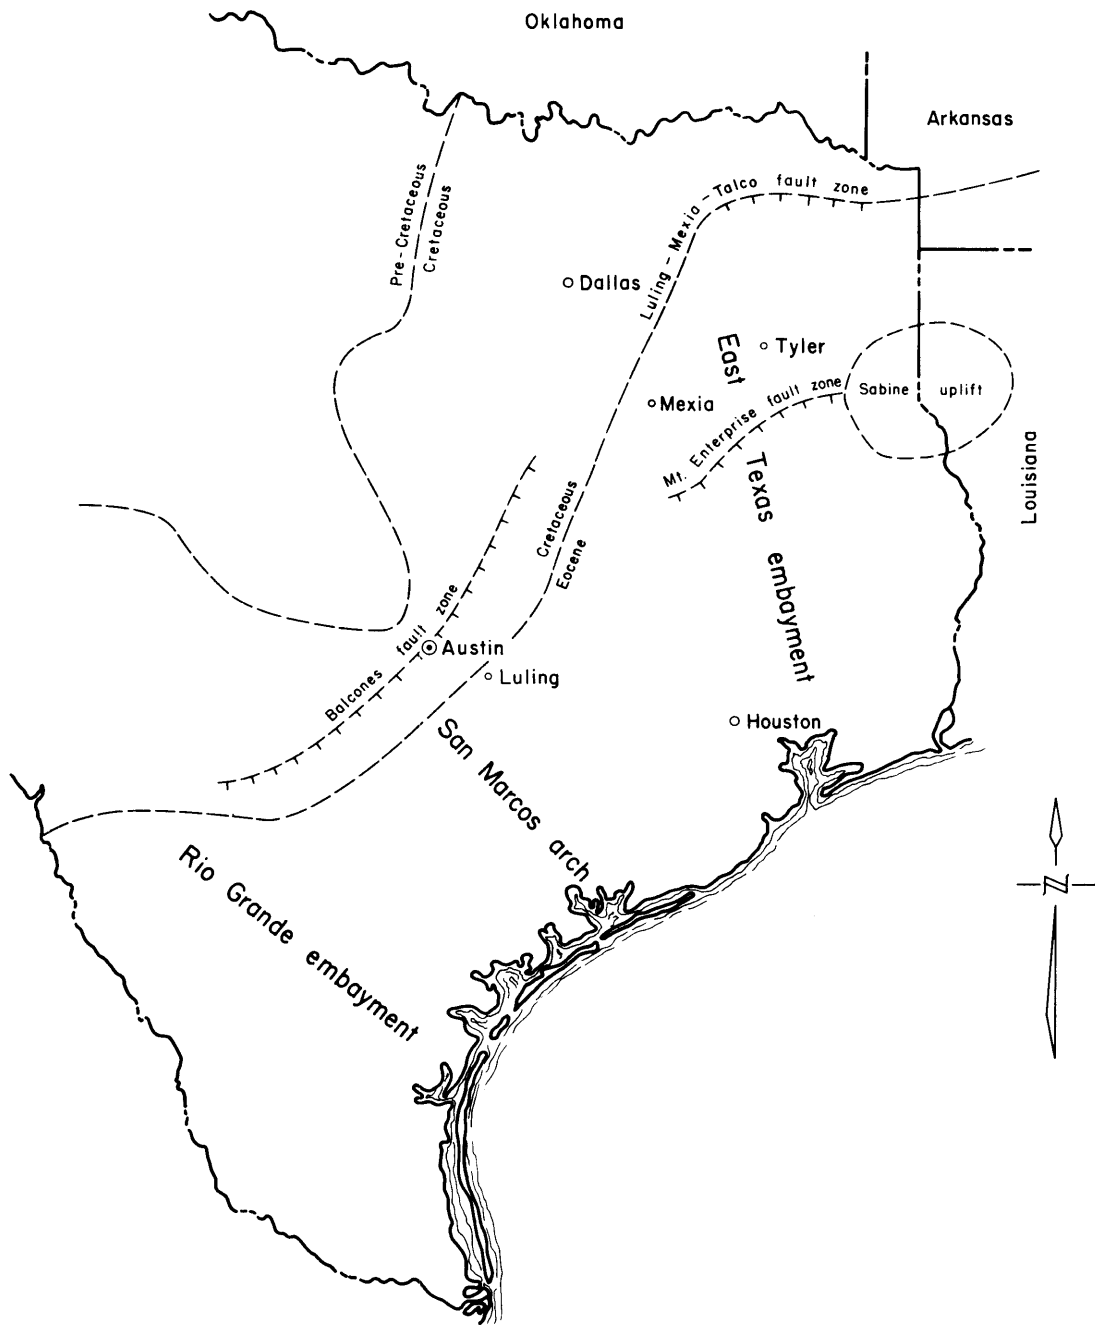 Oklahoma
Arkansas
Pre-Cretaceous
Cretaceous
Luling-Mexia-Talco fault zone
Dallas
East
Texas embayment
Tyler
Mexia
Mt. Enterprise fault zone
Sabine uplift
Louisiana
Cretaceous
Eocene
Balcones fault zone
Austin
Luling
Houston
San Marcos arch
Rio Grande embayment
N